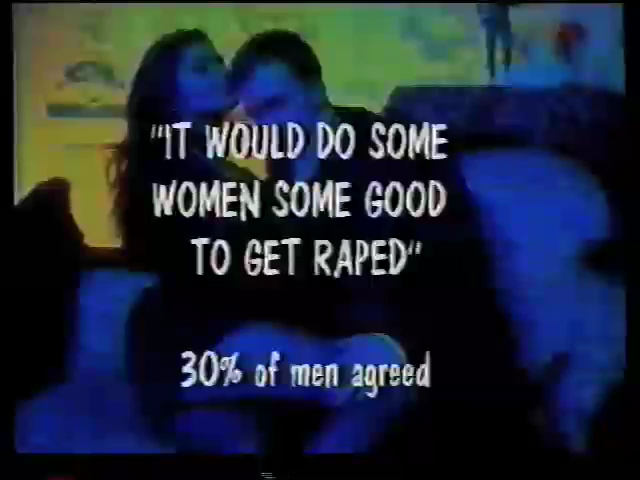 "IT WOULD DO SOME
WOMEN SOME GOOD
TO GET RAPED"
30% of men agreed